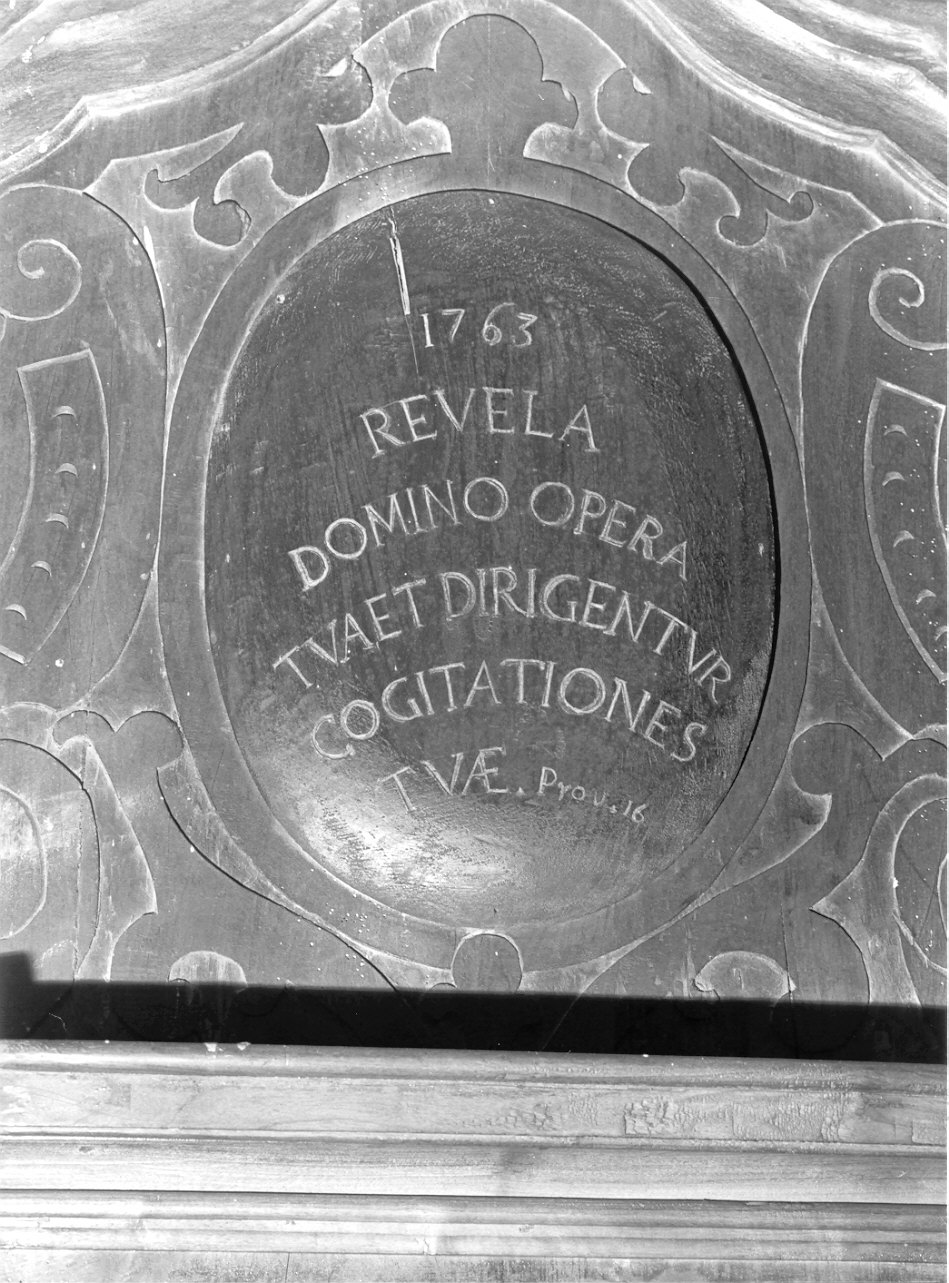 1763
REVELA
DOMINO OPERA
TVAET DIRIGENTVR
COGITATIONES
TVÆ. Prov. 16